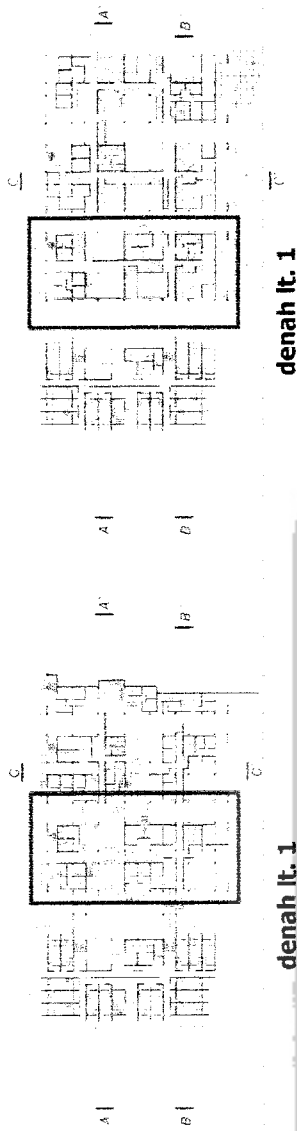 C
A A'
B B'
C'
denah lt. 1
C
A A'
B B'
C'
denah lt. 1